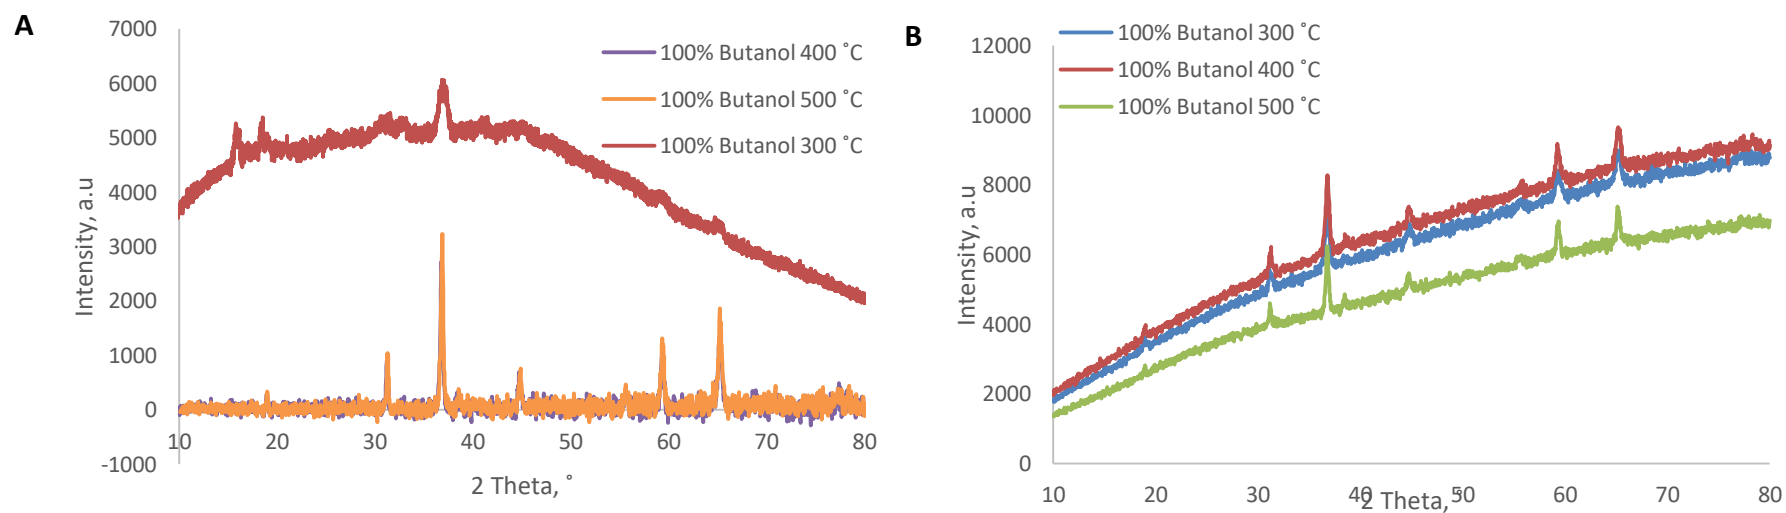 A
7000
6000
5000
4000
3000
2000
1000
0
-1000
Intensity, a.u
10 20 30 40 50 60 70 80
2 Theta, ˚
100% Butanol 400 ˚C
100% Butanol 500 ˚C
100% Butanol 300 ˚C
B
12000
10000
8000
6000
4000
2000
0
Intensity, a.u
10 20 30 40 50 60 70 80
2 Theta, ˚
100% Butanol 300 ˚C
100% Butanol 400 ˚C
100% Butanol 500 ˚C